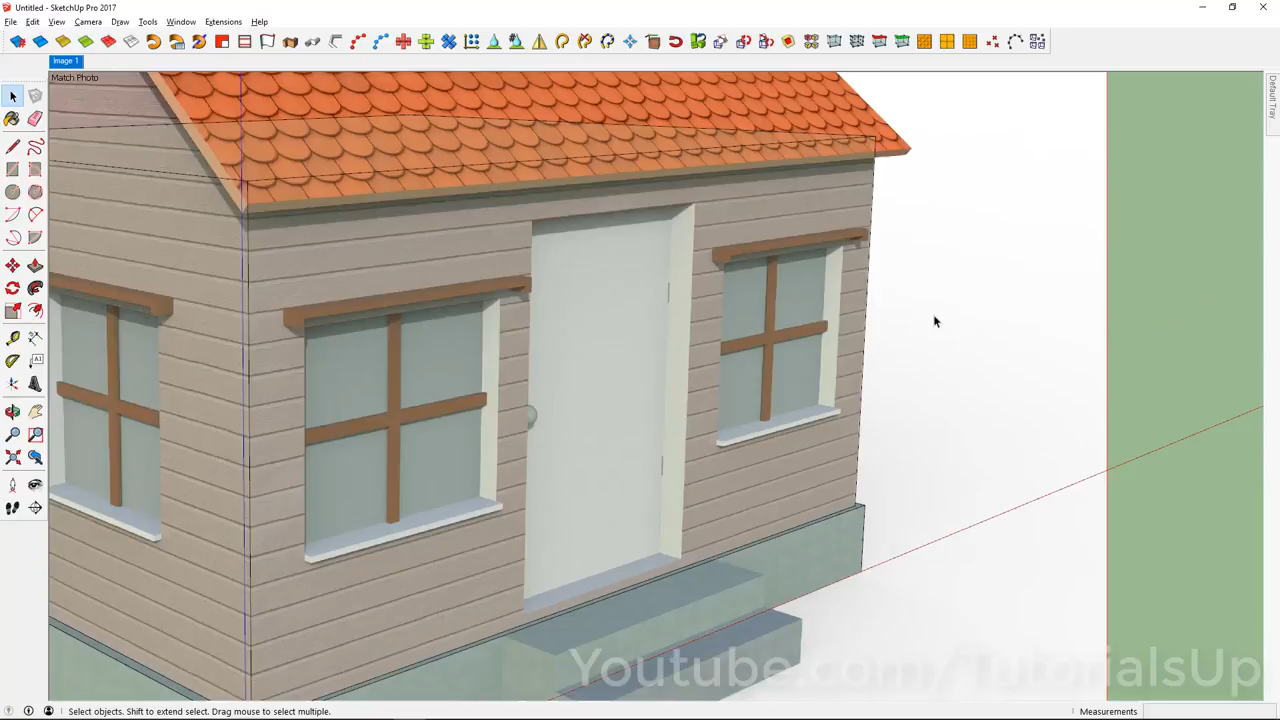 Untitled - SketchUp Pro 2017
File Edit View Camera Draw Tools Window Extensions Help
Image 1
Match Photo
Default Tray
Youtube.com/TutorialsUp
Select objects. Shift to extend select. Drag mouse to select multiple.
Measurements